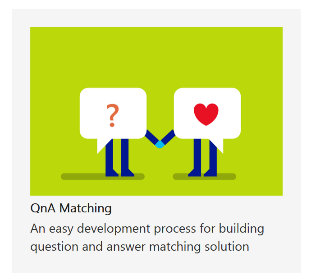 ?
QnA Matching
An easy development process for building
question and answer matching solution